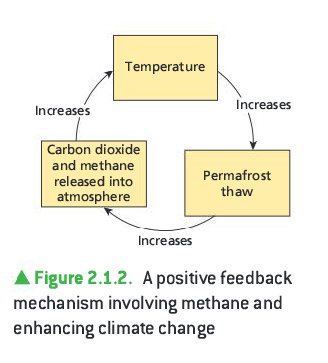 Temperature
Increases
Increases
Carbon dioxide
and methane
released into
atmosphere
Permafrost
thaw
Increases
▲ Figure 2.1.2. A positive feedback
mechanism involving methane and
enhancing climate change